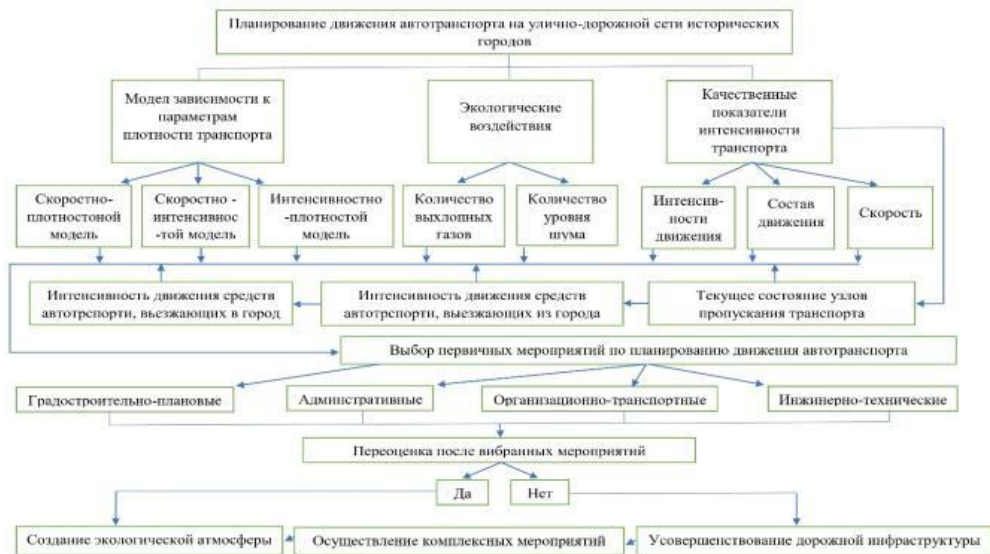 Планирование движения автотранспорта на улично-дорожной сети исторических
городов
Модел зависимости к
параметрам
плотности транспорта
Экологические
воздействия
Качественные
показатели
интенсивности
транспорта
Скоростно-
плотностоной
модель
Скоростно -
интенсивнос
-той модель
Интенсивностно
-плотностой
модель
Количество
выхлопных
газов
Количество
уровня
шума
Интенсив-
ности
движения
Состав
движения
Скорость
Интенсивность движения средств
автотрспорти, вьезжающих в город
Интенсивность движения средств
автотрспорти, выезжающих из города
Текущее состояние узлов
пропускания транспорта
Выбор первичных мероприятий по планированию движения автотранспорта
Градостроительно-плановые
Админстративные
Организационно-транспортные
Инжинерно-технические
Переоценка после вибранных мероприятий
Да
Нет
Создание экологической атмосферы
Осуществление комплексных мероприятий
Усовершенствование дорожной инфраструктуры